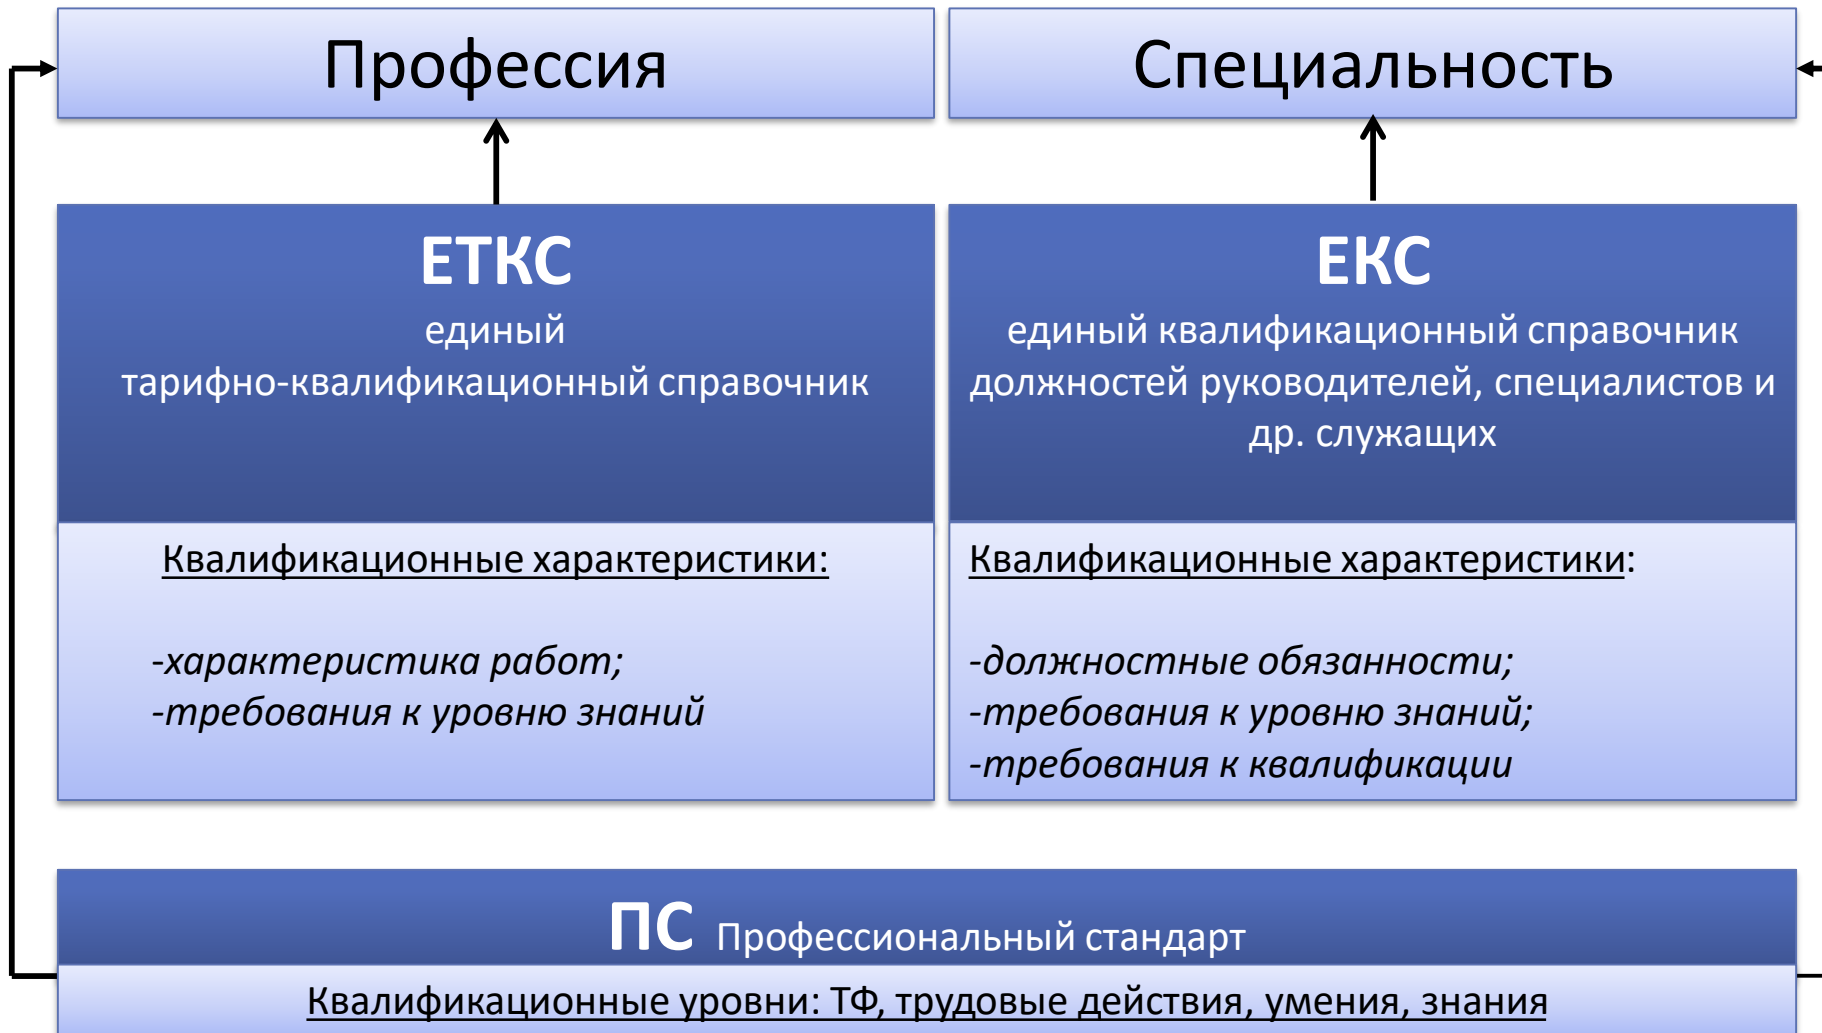 Профессия
Специальность
ЕТКС
единый
тарифно-квалификационный справочник
ЕКС
единый квалификационный справочник
должностей руководителей, специалистов и
др. служащих
Квалификационные характеристики:
-характеристика работ;
-требования к уровню знаний
Квалификационные характеристики:
-должностные обязанности;
-требования к уровню знаний;
-требования к квалификации
ПС Профессиональный стандарт
Квалификационные уровни: ТФ, трудовые действия, умения, знания